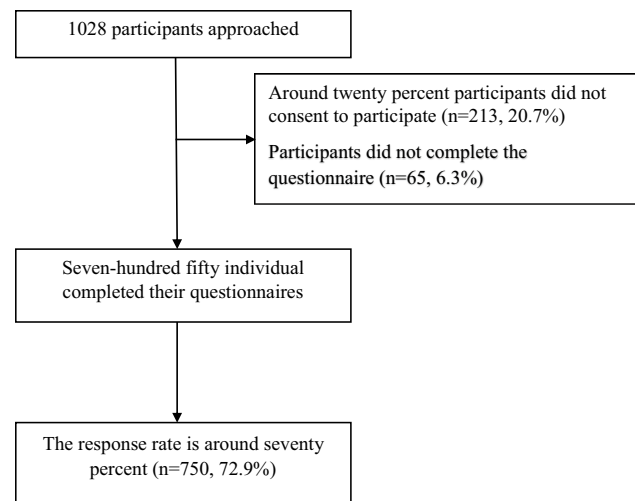 1028 participants approached
Around twenty percent participants did not
consent to participate (n=213, 20.7%)
Participants did not complete the
questionnaire (n=65, 6.3%)
Seven-hundred fifty individual
completed their questionnaires
The response rate is around seventy
percent (n=750, 72.9%)